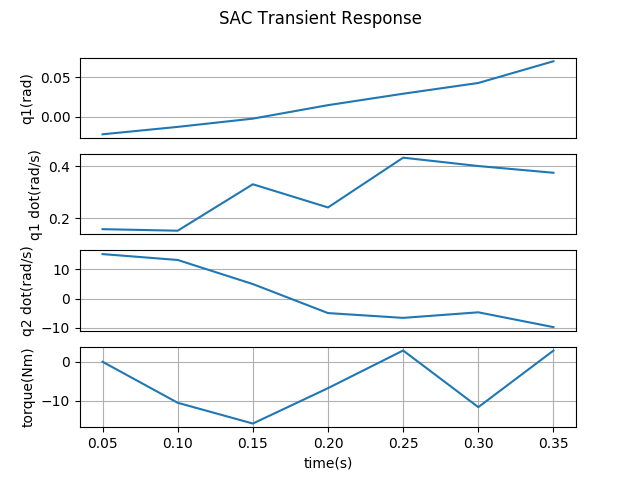 SAC Transient Response
q1(rad)
0.05
0.00
q1 dot(rad/s)
0.4
0.2
q2 dot(rad/s)
10
0
−10
torque(Nm)
0
−10
0.05 0.10 0.15 0.20 0.25 0.30 0.35
time(s)